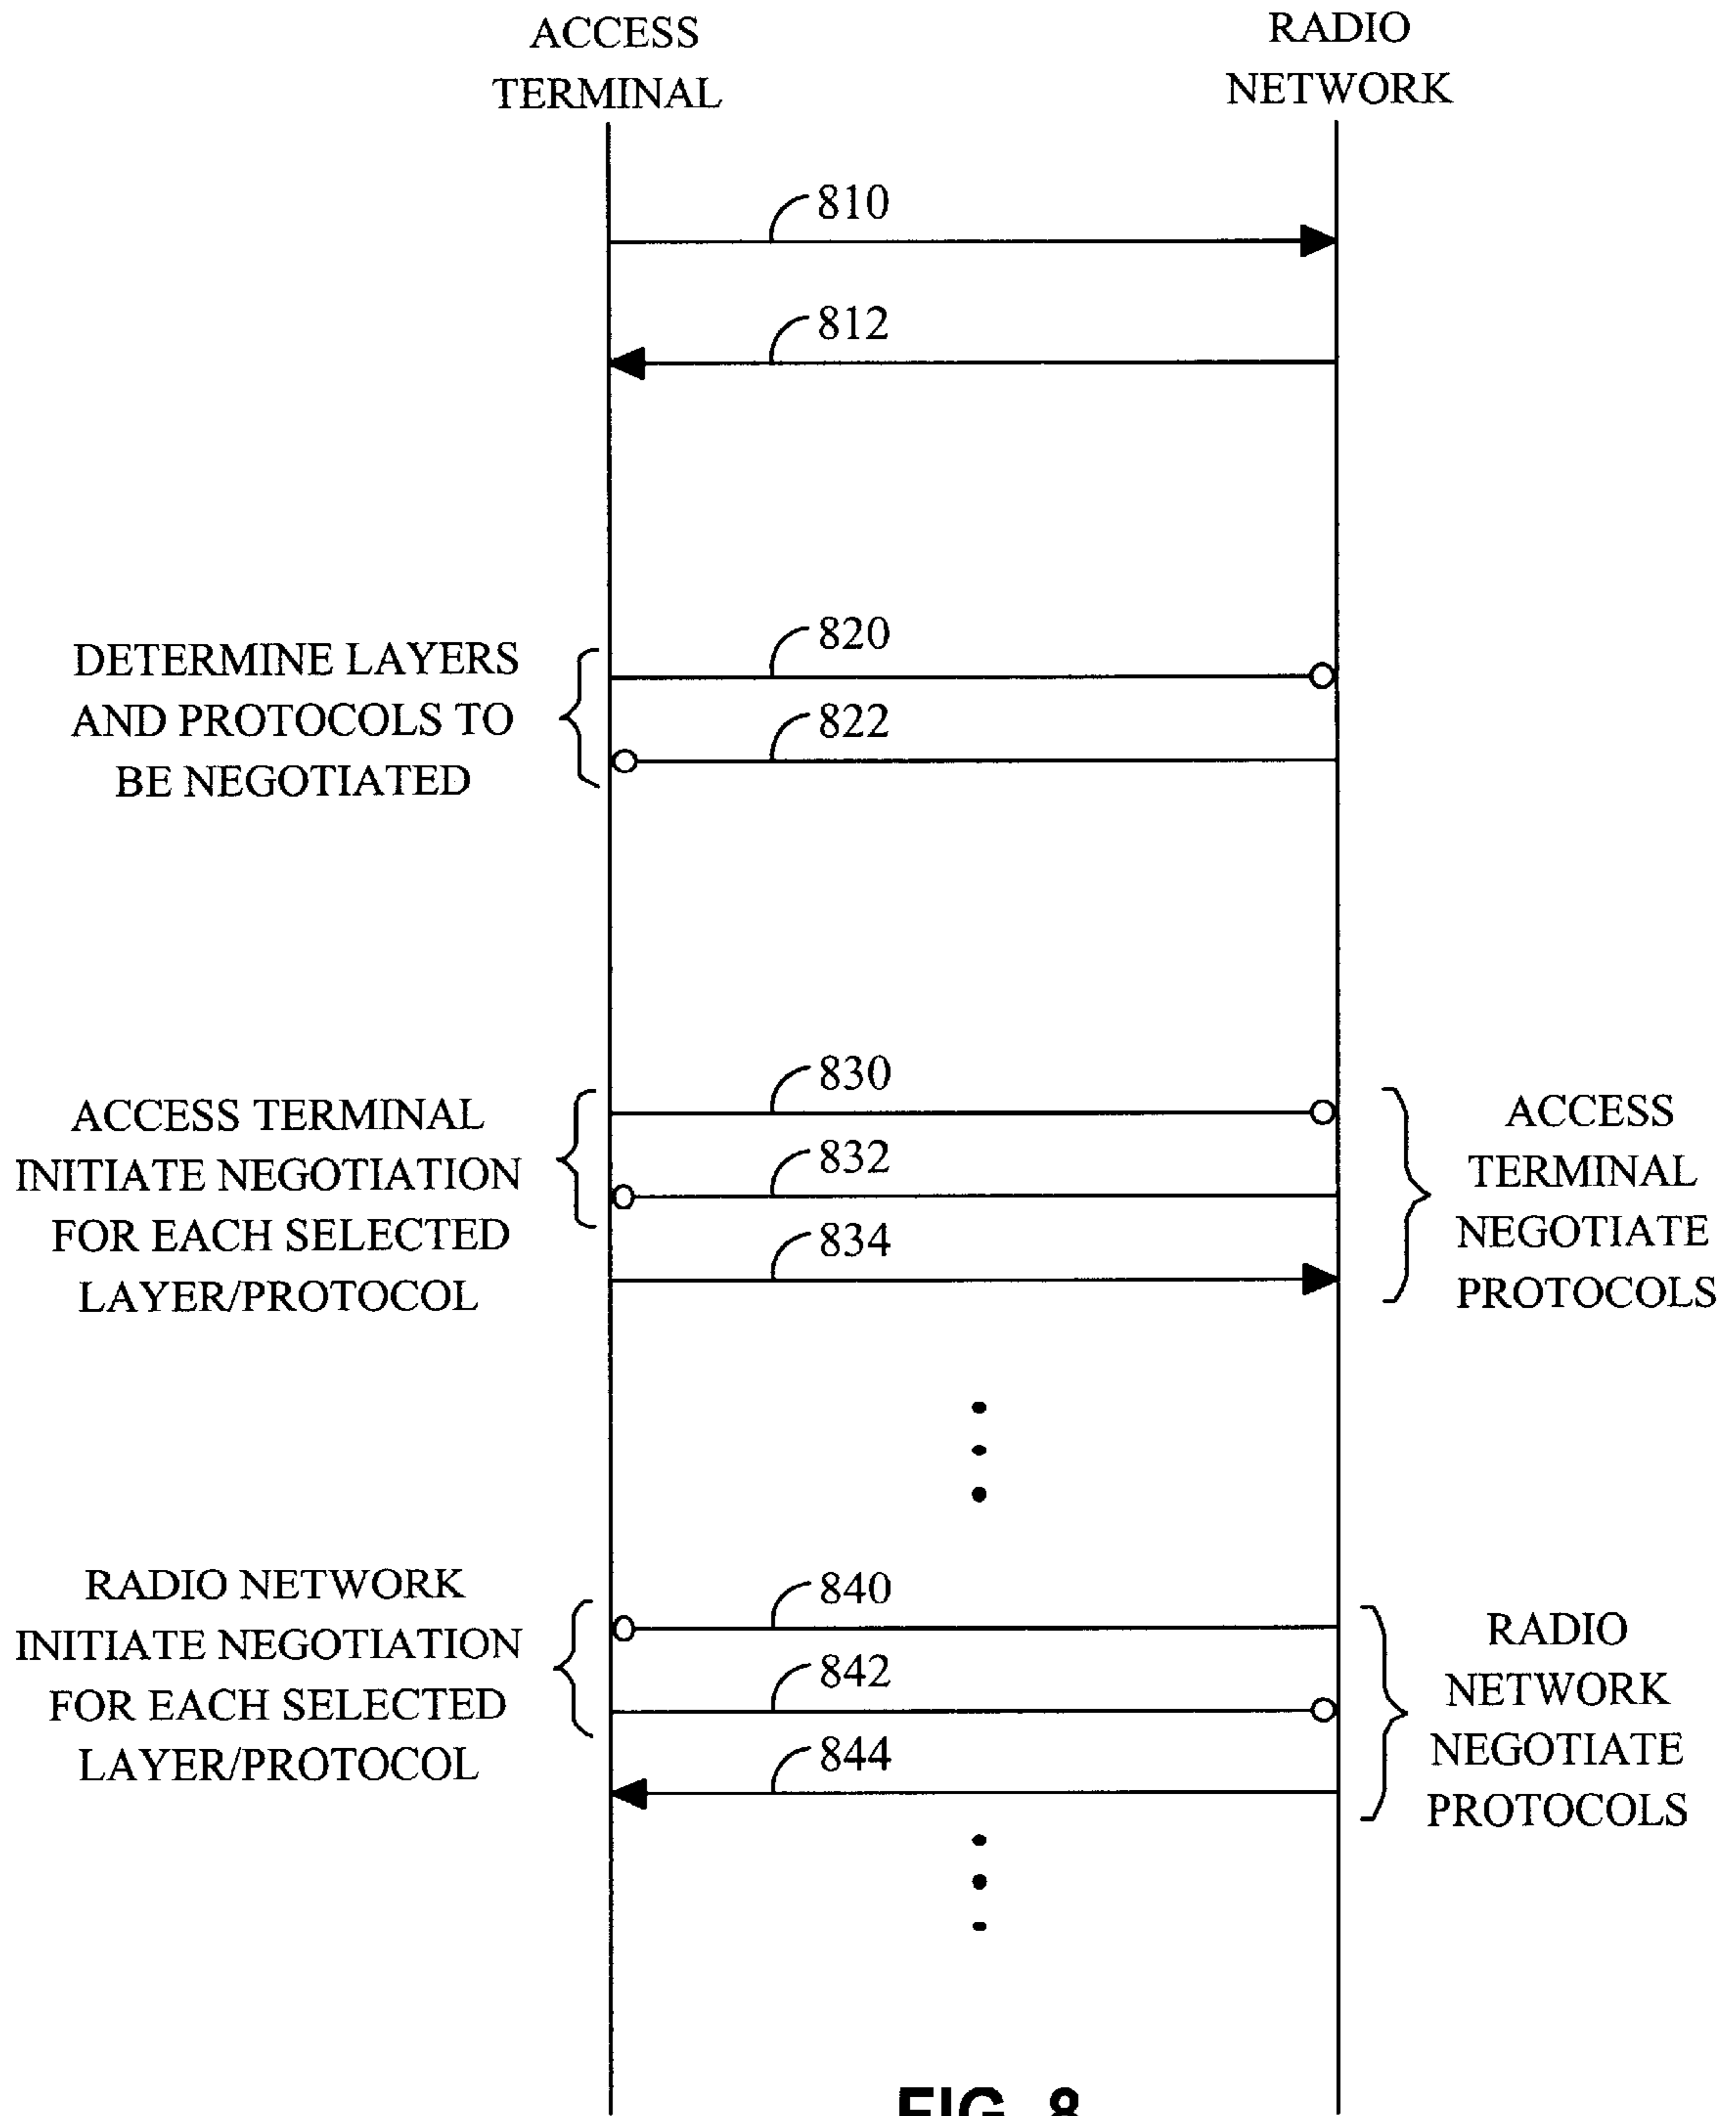 ACCESS
TERMINAL
RADIO
NETWORK
810
812
DETERMINE LAYERS
AND PROTOCOLS TO
BE NEGOTIATED
820
822
ACCESS TERMINAL
INITIATE NEGOTIATION
FOR EACH SELECTED
LAYER/PROTOCOL
830
832
834
ACCESS
TERMINAL
NEGOTIATE
PROTOCOLS
RADIO NETWORK
INITIATE NEGOTIATION
FOR EACH SELECTED
LAYER/PROTOCOL
840
842
844
RADIO
NETWORK
NEGOTIATE
PROTOCOLS
FIG. 8